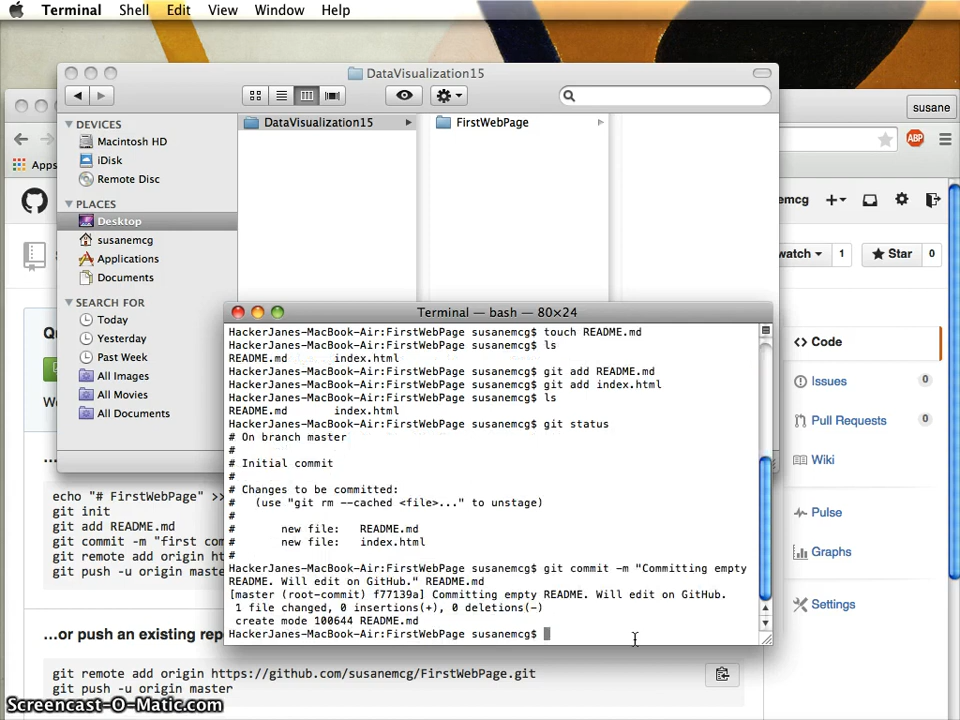 Terminal Shell Edit View Window Help
DataVisualization15
susane
DEVICES
Macintosh HD
iDisk
Remote Disc
PLACES
Desktop
susanemcg
Applications
Documents
SEARCH FOR
Today
Yesterday
Past Week
All Images
All Movies
All Documents
DataVisualization15
FirstWebPage
ABP
Apps
emcg
watch 1
Star 0
Code
Issues 0
Pull Requests 0
Wiki
Pulse
Graphs
Settings
Terminal — bash — 80×24
HackerJanes-MacBook-Air:FirstWebPage susanemcg$ touch README.md
HackerJanes-MacBook-Air:FirstWebPage susanemcg$ ls
README.md index.html
HackerJanes-MacBook-Air:FirstWebPage susanemcg$ git add README.md
HackerJanes-MacBook-Air:FirstWebPage susanemcg$ git add index.html
HackerJanes-MacBook-Air:FirstWebPage susanemcg$ ls
README.md index.html
HackerJanes-MacBook-Air:FirstWebPage susanemcg$ git status
# On branch master
#
# Initial commit
#
# Changes to be committed:
# (use "git rm --cached <file>..." to unstage)
#
# new file: README.md
# new file: index.html
#
HackerJanes-MacBook-Air:FirstWebPage susanemcg$ git commit -m "Committing empty
README. Will edit on GitHub." README.md
[master (root-commit) f77139a] Committing empty README. Will edit on GitHub.
1 file changed, 0 insertions(+), 0 deletions(-)
create mode 100644 README.md
HackerJanes-MacBook-Air:FirstWebPage susanemcg$
Qu
W
...
echo "# FirstWebPage" >>
git init
git add README.md
git commit -m "first com
git remote add origin ht
git push -u origin maste
...or push an existing rep
git remote add origin https://github.com/susanemcg/FirstWebPage.git
git push -u origin master
Screencast-O-Matic.com